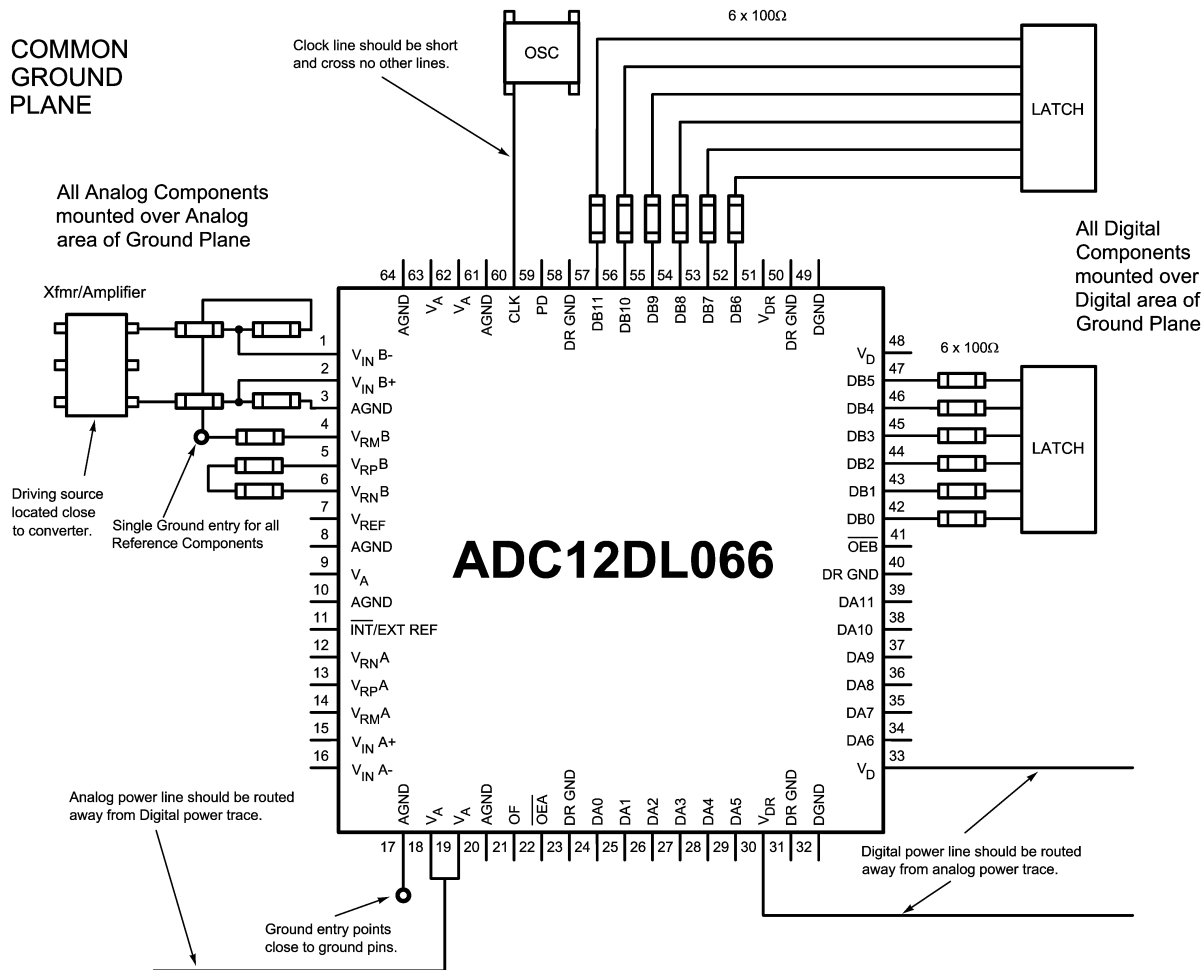 COMMON
GROUND
PLANE
Clock line should be short
and cross no other lines.
OSC
6 x 100Ω
LATCH
All Analog Components
mounted over Analog
area of Ground Plane
All Digital
Components
mounted over
Digital area of
Ground Plane
Xfmr/Amplifier
64 63 62 61 60 59 58 57 56 55 54 53 52 51 50 49
AGND VA VA AGND CLK PD DR GND DB11 DB10 DB9 DB8 DB7 DB6 VDR DR GND DGND
1 VIN B-
2 VIN B+
3 AGND
4 VRMB
5 VRPB
6 VRNB
7 VREF
8 AGND
9 VA
10 AGND
11 I̅N̅T̅/EXT REF
12 VRNA
13 VRPA
14 VRMA
15 VIN A+
16 VIN A-
Driving source
located close
to converter.
Single Ground entry for all
Reference Components
ADC12DL066
VD 48
DB5 47
DB4 46
DB3 45
DB2 44
DB1 43
DB0 42
O̅E̅B̅ 41
DR GND 40
DA11 39
DA10 38
DA9 37
DA8 36
DA7 35
DA6 34
VD 33
6 x 100Ω
LATCH
AGND VA VA AGND OF O̅E̅A̅ DR GND DA0 DA1 DA2 DA3 DA4 DA5 VDR DR GND DGND
17 18 19 20 21 22 23 24 25 26 27 28 29 30 31 32
Analog power line should be routed
away from Digital power trace.
Ground entry points
close to ground pins.
Digital power line should be routed
away from analog power trace.